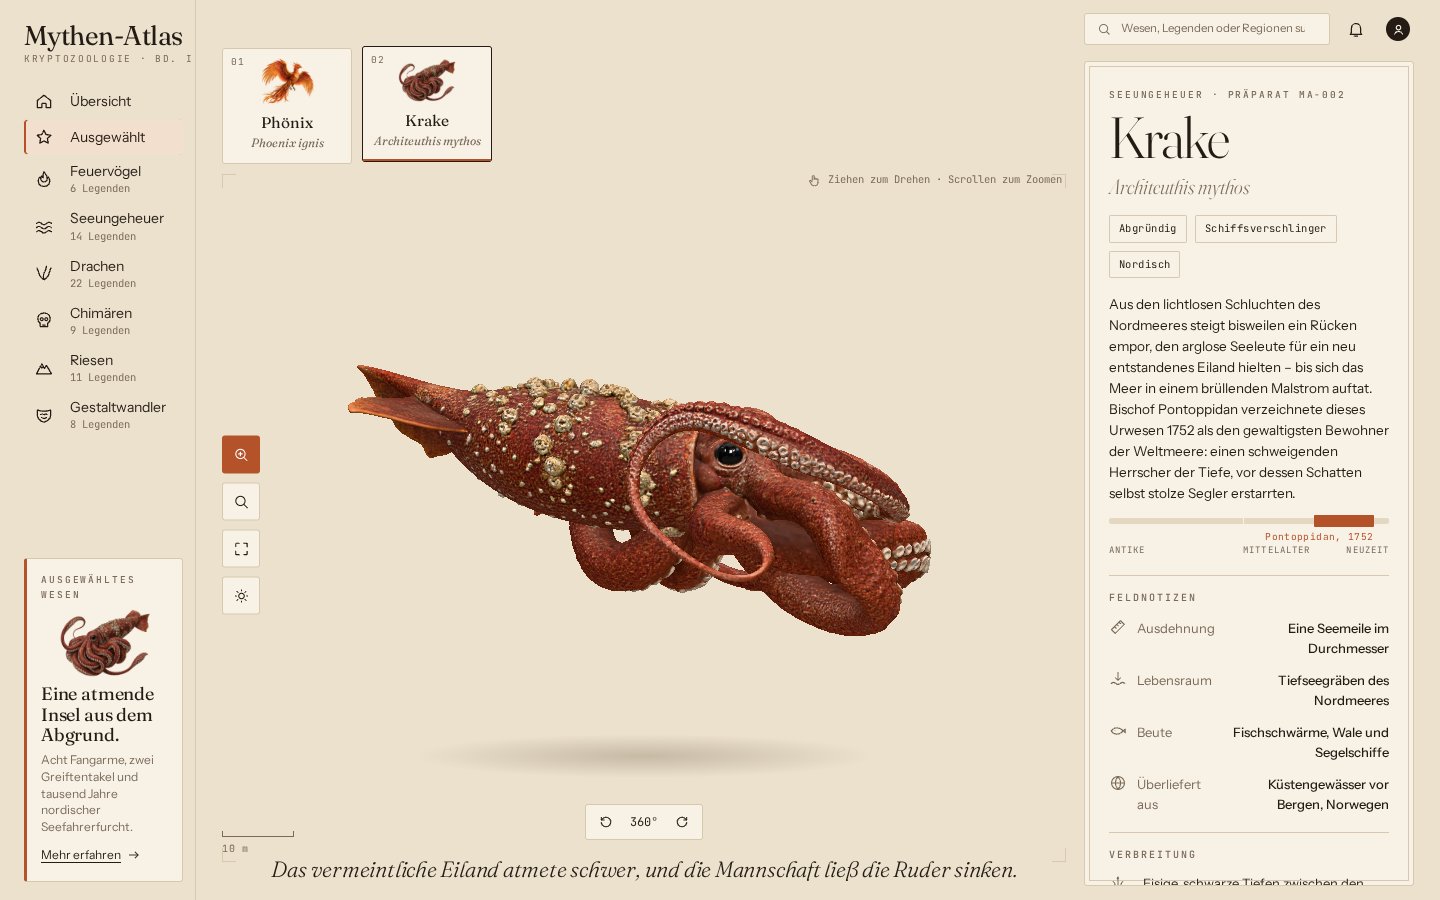 Mythen-Atlas
KRYPTOZOOLOGIE · BD. I
Übersicht
Ausgewählt
Feuervögel
6 Legenden
Seeungeheuer
14 Legenden
Drachen
22 Legenden
Chimären
9 Legenden
Riesen
11 Legenden
Gestaltwandler
8 Legenden
AUSGEWÄHLTES
WESEN
Eine atmende
Insel aus dem
Abgrund.
Acht Fangarme, zwei
Greiftentakel und
tausend Jahre
nordischer
Seefahrerfurcht.
Mehr erfahren
01
Phönix
Phoenix ignis
02
Krake
Architeuthis mythos
Ziehen zum Drehen · Scrollen zum Zoomen
360°
10 m
Das vermeintliche Eiland atmete schwer, und die Mannschaft ließ die Ruder sinken.
Wesen, Legenden oder Regionen su
SEEUNGEHEUER · PRÄPARAT MA-002
Krake
Architeuthis mythos
Abgründig
Schiffsverschlinger
Nordisch
Aus den lichtlosen Schluchten des
Nordmeeres steigt bisweilen ein Rücken
empor, den arglose Seeleute für ein neu
entstandenes Eiland hielten – bis sich das
Meer in einem brüllenden Malstrom auftat.
Bischof Pontoppidan verzeichnete dieses
Urwesen 1752 als den gewaltigsten Bewohner
der Weltmeere: einen schweigenden
Herrscher der Tiefe, vor dessen Schatten
selbst stolze Segler erstarrten.
Pontoppidan, 1752
ANTIKE MITTELALTER NEUZEIT
FELDNOTIZEN
Ausdehnung Eine Seemeile im
Durchmesser
Lebensraum Tiefseegräben des
Nordmeeres
Beute Fischschwärme, Wale und
Segelschiffe
Überliefert Küstengewässer vor
aus Bergen, Norwegen
VERBREITUNG
Eisige, schwarze Tiefen zwischen den